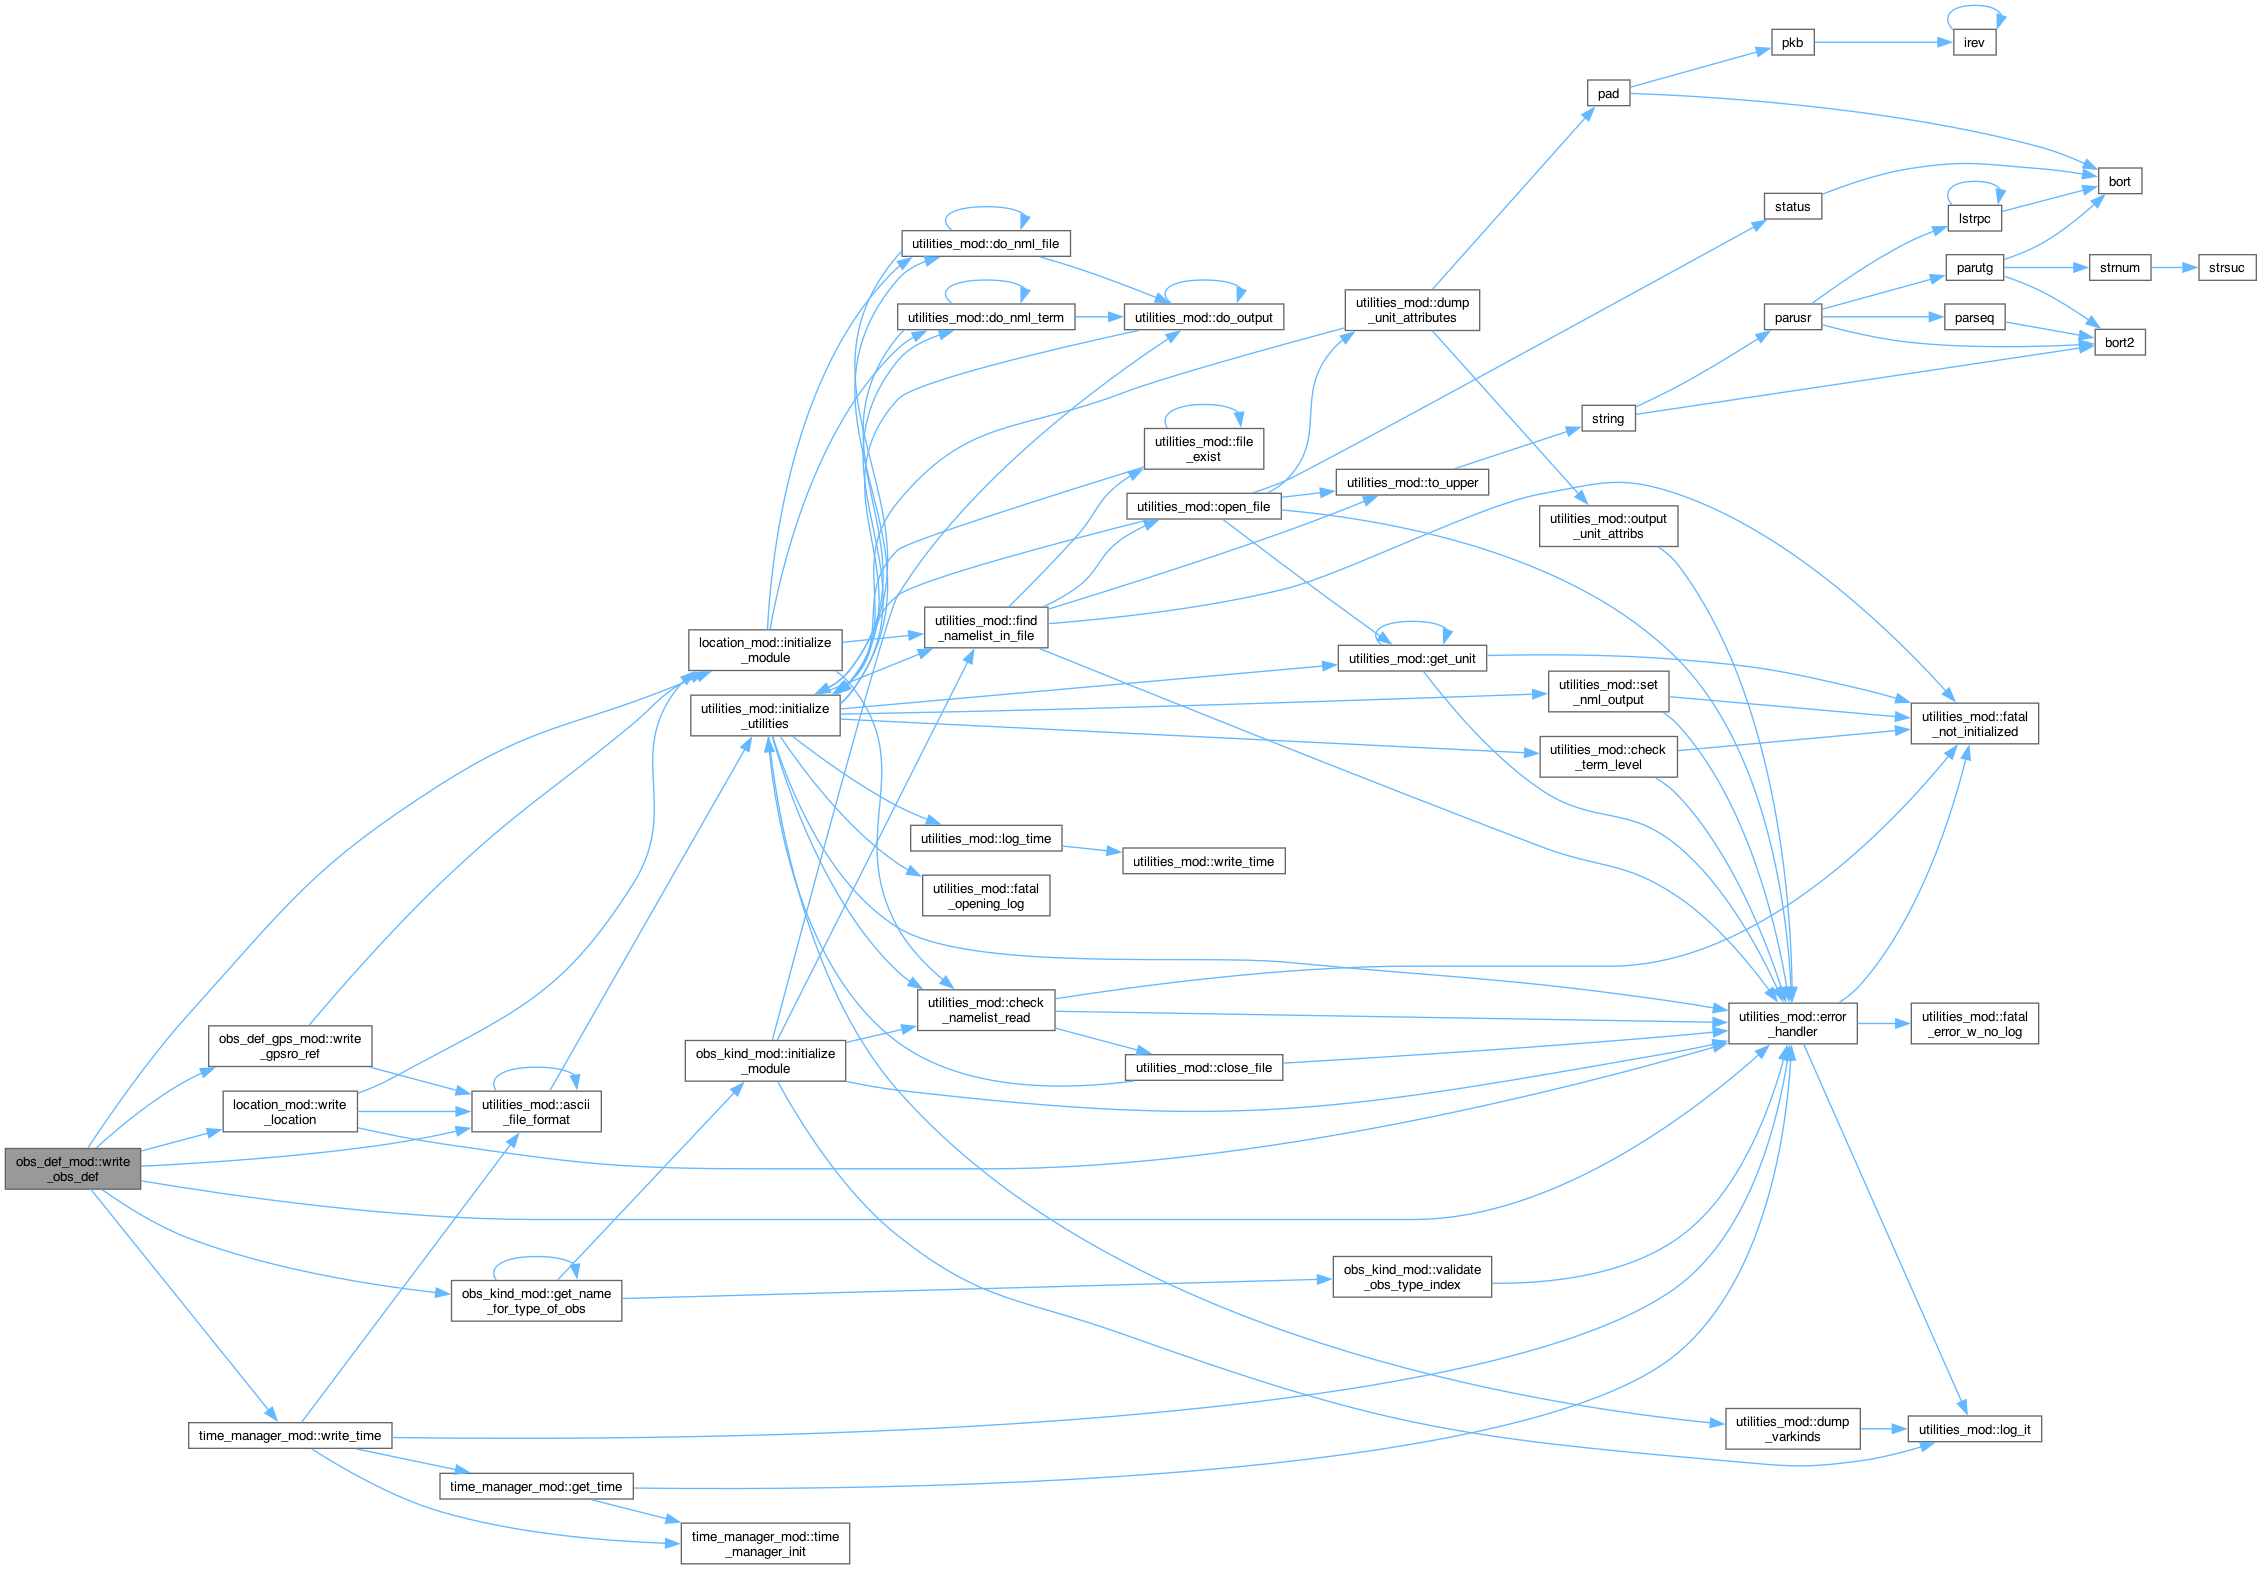 pkb
irev
pad
bort
status
lstrpc
utilities_mod::do_nml_file
parutg
strnum
strsuc
utilities_mod::dump
_unit_attributes
utilities_mod::do_nml_term
utilities_mod::do_output
parusr
parseq
bort2
string
utilities_mod::file
_exist
utilities_mod::to_upper
utilities_mod::open_file
utilities_mod::output
_unit_attribs
utilities_mod::find
_namelist_in_file
location_mod::initialize
_module
utilities_mod::get_unit
utilities_mod::set
_nml_output
utilities_mod::initialize
_utilities
utilities_mod::fatal
_not_initialized
utilities_mod::check
_term_level
utilities_mod::log_time
utilities_mod::write_time
utilities_mod::fatal
_opening_log
utilities_mod::check
_namelist_read
utilities_mod::error
_handler
utilities_mod::fatal
_error_w_no_log
obs_def_gps_mod::write
_gpsro_ref
obs_kind_mod::initialize
_module
utilities_mod::close_file
location_mod::write
_location
utilities_mod::ascii
_file_format
obs_def_mod::write
_obs_def
obs_kind_mod::validate
_obs_type_index
obs_kind_mod::get_name
_for_type_of_obs
utilities_mod::dump
_varkinds
utilities_mod::log_it
time_manager_mod::write_time
time_manager_mod::get_time
time_manager_mod::time
_manager_init